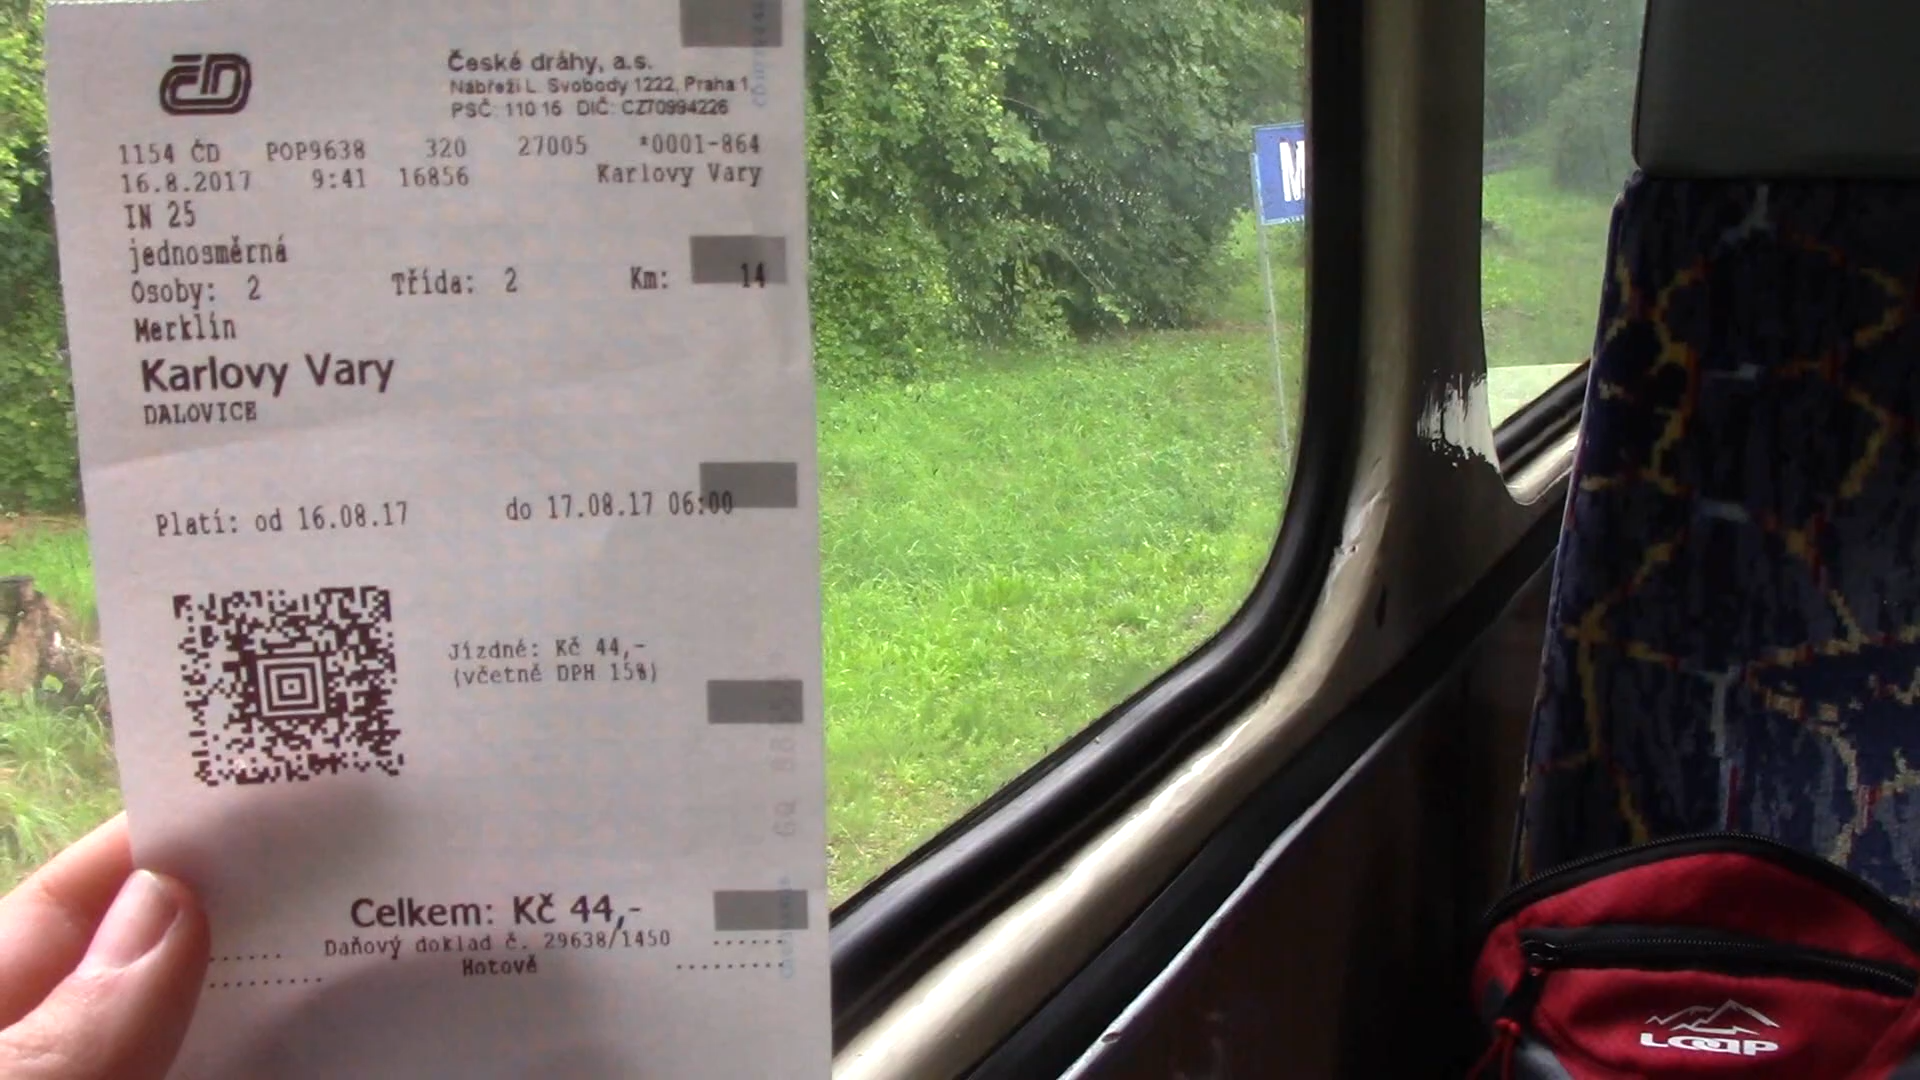 ČD
České dráhy, a.s.
Nábřeží L. Svobody 1222, Praha 1,
PSČ: 110 15 DIČ: CZ70994226
1154 ČD POP9638 320 27005 *0001-864
16.8.2017 9:41 16856 Karlovy Vary
IN 25
jednosměrná
Osoby: 2 Třída: 2 Km: 14
Merklín
Karlovy Vary
DALOVICE
Platí: od 16.08.17 do 17.08.17 06:00
Jízdné: Kč 44,-
(včetně DPH 15%)
Celkem: Kč 44,-
Daňový doklad č. 29638/1450
Hotově
M
LOAP